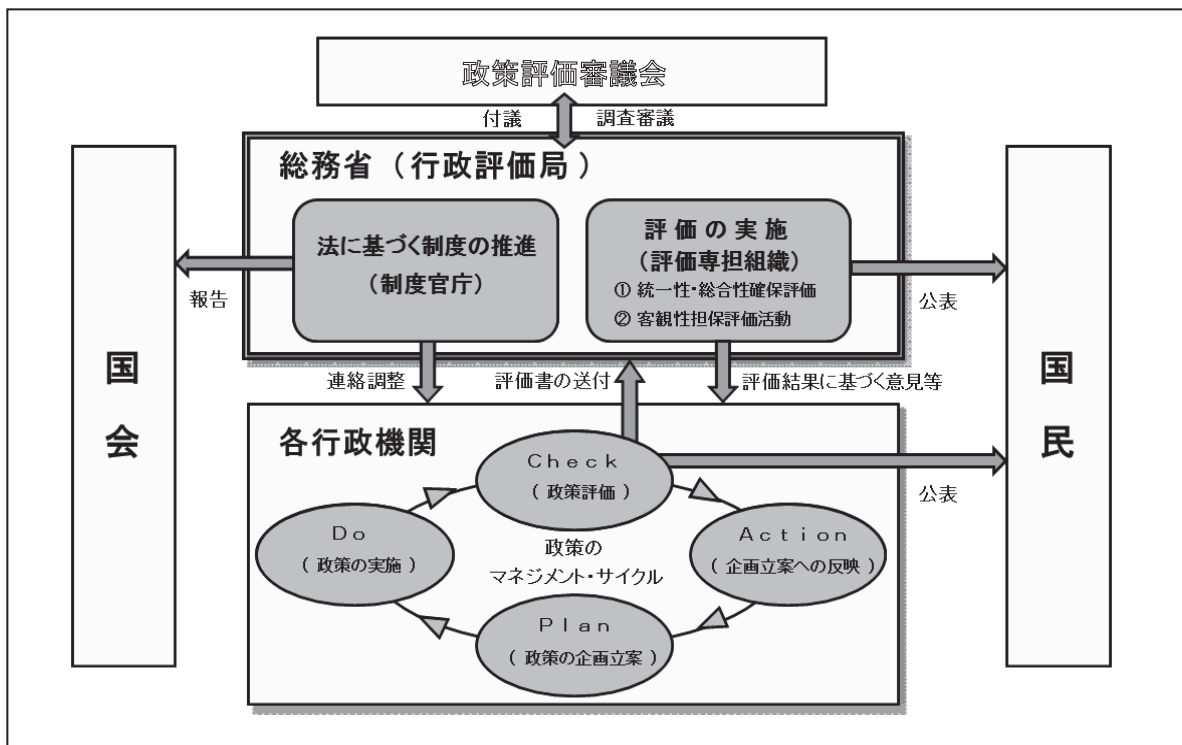 政策評価審議会
付議
調査審議
総務省（行政評価局）
法に基づく制度の推進
（制度官庁）
評価の実施
（評価専担組織）
① 統一性・総合性確保評価
② 客観性担保評価活動
報告
公表
国会
国民
連絡調整
評価書の送付
評価結果に基づく意見等
各行政機関
Check
（政策評価）
公表
Do
（政策の実施）
政策の
マネジメント・サイクル
Action
（企画立案への反映）
Plan
（政策の企画立案）